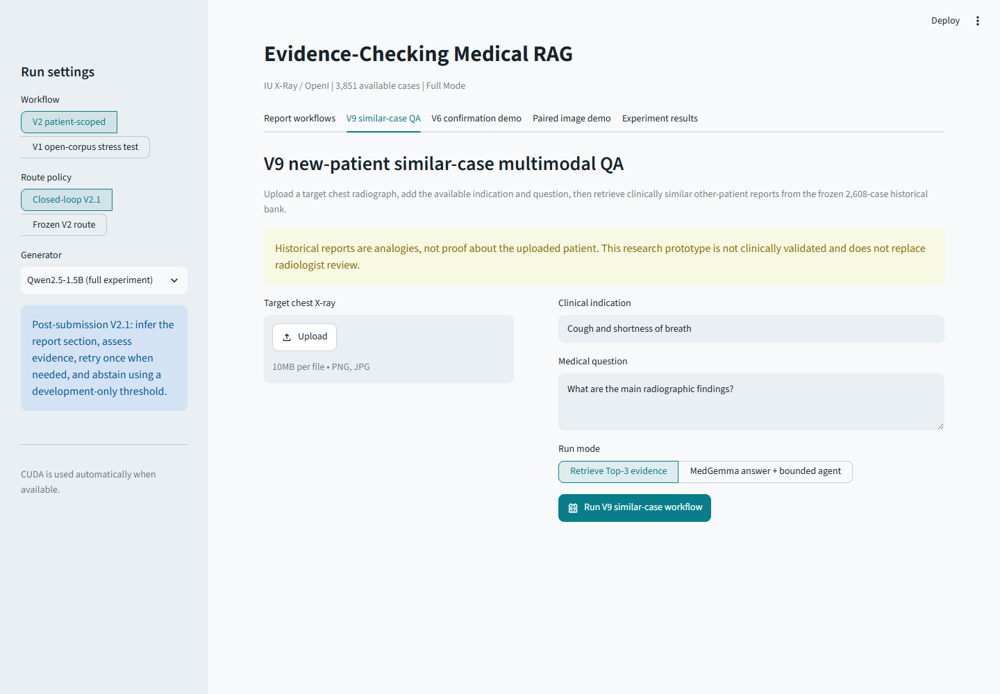 Deploy
Run settings
Workflow
V2 patient-scoped
V1 open-corpus stress test
Route policy
Closed-loop V2.1
Frozen V2 route
Generator
Qwen2.5-1.5B (full experiment)
Post-submission V2.1: infer the
report section, assess
evidence, retry once when
needed, and abstain using a
development-only threshold.
CUDA is used automatically when
available.
Evidence-Checking Medical RAG
IU X-Ray / OpenI | 3,851 available cases | Full Mode
Report workflows V9 similar-case QA V6 confirmation demo Paired image demo Experiment results
V9 new-patient similar-case multimodal QA
Upload a target chest radiograph, add the available indication and question, then retrieve clinically similar other-patient reports from the frozen 2,608-case historical
bank.
Historical reports are analogies, not proof about the uploaded patient. This research prototype is not clinically validated and does not replace
radiologist review.
Target chest X-ray
Upload
10MB per file • PNG, JPG
Clinical indication
Cough and shortness of breath
Medical question
What are the main radiographic findings?
Run mode
Retrieve Top-3 evidence MedGemma answer + bounded agent
Run V9 similar-case workflow